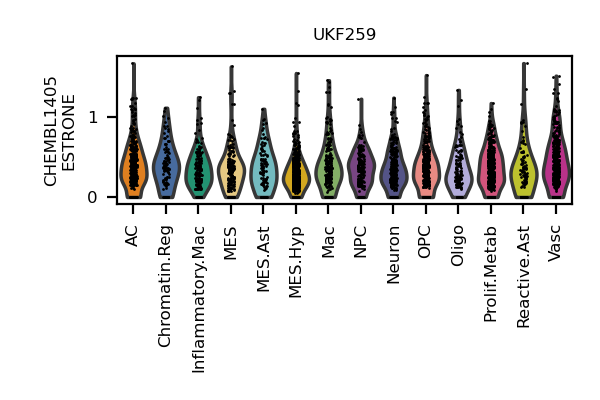 UKF259
CHEMBL1405
ESTRONE
1
0
AC
Chromatin.Reg
Inflammatory.Mac
MES
MES.Ast
MES.Hyp
Mac
NPC
Neuron
OPC
Oligo
Prolif.Metab
Reactive.Ast
Vasc